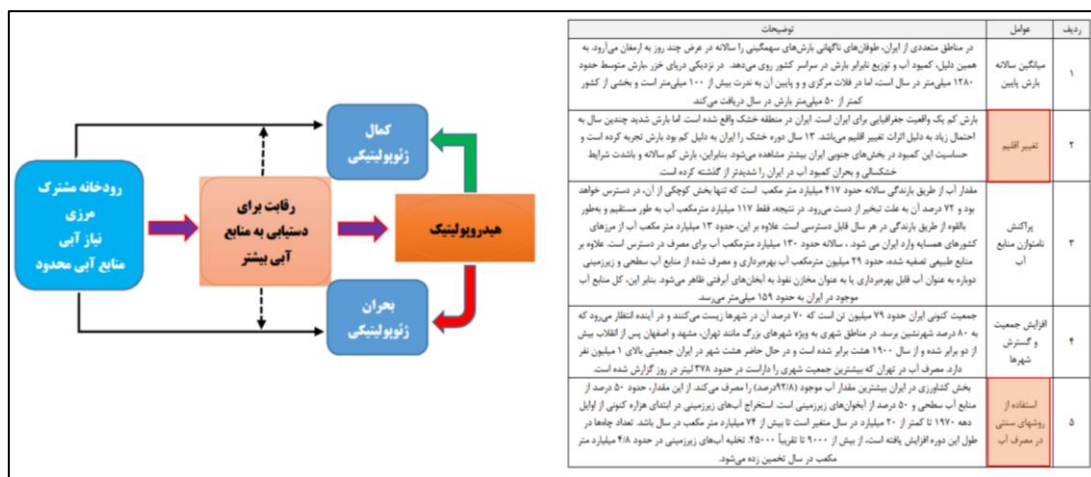 رودخانه مشترک
مرزی
نیاز آبی
منابع آبی محدود
رقابت برای
دستیابی به منابع
آبی بیشتر
هیدروپولیتیک
کمال
ژئوپولیتیکی
بحران
ژئوپولیتیکی
ردیف عوامل توضیحات
۱ میانگین سالانه بارش پایین
در مناطق متعددی از ایران، طوفان‌های ناگهانی بارش‌های سهمگینی را سالانه در عرض چند روز به ارمغان می‌آورد. به
همین دلیل، کمبود آب و توزیع نابرابر بارش در سراسر کشور روی می‌دهد. در نزدیکی دریای خزر ،بارش متوسط حدود
۱۲۸۰ میلی‌متر در سال است، اما در فلات مرکزی و و پایین آن به ندرت بیش از ۱۰۰ میلی‌متر است و بخشی از کشور
کمتر از ۵۰ میلی‌متر بارش در سال دریافت می‌کند.
۲ تغییر اقلیم
بارش کم یک واقعیت جغرافیایی برای ایران است. ایران در منطقه خشک واقع شده است. اما بارش شدید چندین سال به
احتمال زیاد به دلیل اثرات تغییر اقلیم می‌باشد. ۱۳ سال دوره خشک را ایران به دلیل کم بود بارش تجربه کرده است و
حساسیت این کمبود در بخش‌های جنوبی ایران بیشتر مشاهده می‌شود. بنابراین، بارش کم سالانه و باشدت شرایط
خشکسالی و بحران کمبود آب در ایران را شدیدتر از گذشته کرده است.
۳ پراکنش نامتوازن منابع آب
مقدار آب از طریق بارندگی سالانه حدود ۴۱۷ میلیارد متر مکعب است که تنها بخش کوچکی از آن، در دسترس خواهد
بود و ۷۲ درصد آن به علت تبخیر از دست می‌رود. در نتیجه، فقط ۱۱۷ میلیارد مترمکعب آب به طور مستقیم و به‌طور
بالقوه از طریق بارندگی در هر سال قابل دسترسی است. علاوه بر این، حدود ۱۳ میلیارد متر مکعب آب از مرزهای
کشورهای همسایه وارد ایران می شود . سالانه حدود ۱۳۰ میلیارد مترمکعب آب برای مصرف در دسترس است. علاوه بر
منابع طبیعی تصفیه شده، حدود ۲۹ میلیون مترمکعب آب بهره‌برداری و مصرف شده از منابع آب سطحی و زیرزمینی
دوباره به عنوان آب قابل بهره‌برداری یا به عنوان مخازن نفوذ به آبخان‌های آبرفتی ظاهر می‌شود. بنابر این، کل منابع آب
موجود در ایران به حدود ۱۵۹ میلی‌متر می‌رسد.
۴ افزایش جمعیت و گسترش شهرها
جمعیت کنونی ایران حدود ۷۹ میلیون تن است که ۷۰ درصد آن در شهرها زیست می‌کنند و در آینده انتظار می‌رود که
به ۸۰ درصد شهرنشین برسد. در مناطق شهری به ویژه شهرهای بزرگ مانند تهران، مشهد و اصفهان پس از انقلاب بیش
از دو برابر شده و از سال ۱۹۰۰ هشت برابر شده است و در حال حاضر هشت شهر در ایران جمعیتی بالای ۱ میلیون نفر
دارد. مصرف آب در تهران که بیشترین جمعیت شهری را داراست در حدود ۳۷۸ لیتر در روز گزارش شده است.
۵ استفاده از روشهای سنتی در مصرف آب
بخش کشاورزی در ایران بیشترین مقدار آب موجود (۹۲/۸درصد) را مصرف می‌کند. از این مقدار، حدود ۵۰ درصد از
منابع آب سطحی و ۵۰ درصد از آبخوان‌های زیرزمینی است. استخراج آب‌های زیرزمینی در ابتدای هزاره کنونی از اوایل
دهه ۱۹۷۰ تا کمتر از ۲۰ میلیارد در سال متغیر است تا بیش از ۷۴ میلیارد متر مکعب در سال باشد. تعداد چاه‌ها در
طول این دوره افزایش یافته است، از بیش از ۹۰۰۰ تا تقریباً ۴۵۰۰۰. تخلیه آب‌های زیرزمینی در حدود ۴/۸ میلیارد متر
مکعب در سال تخمین زده می‌شود.